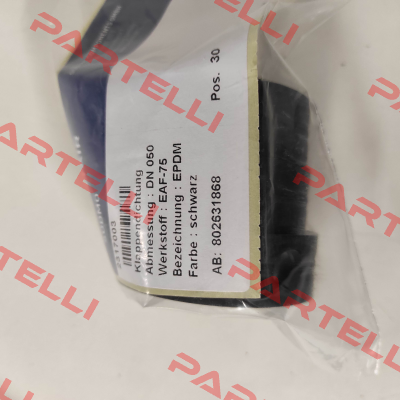 2317003
Klappendichtung
Abmessung : DN 050
Werkstoff : EAF-75
Bezeichnung : EPDM
Farbe : schwarz
AB: 802631868 Pos. 30
PARTELLI
PARTELLI
PARTELLI
PARTELLI
PARTELLI